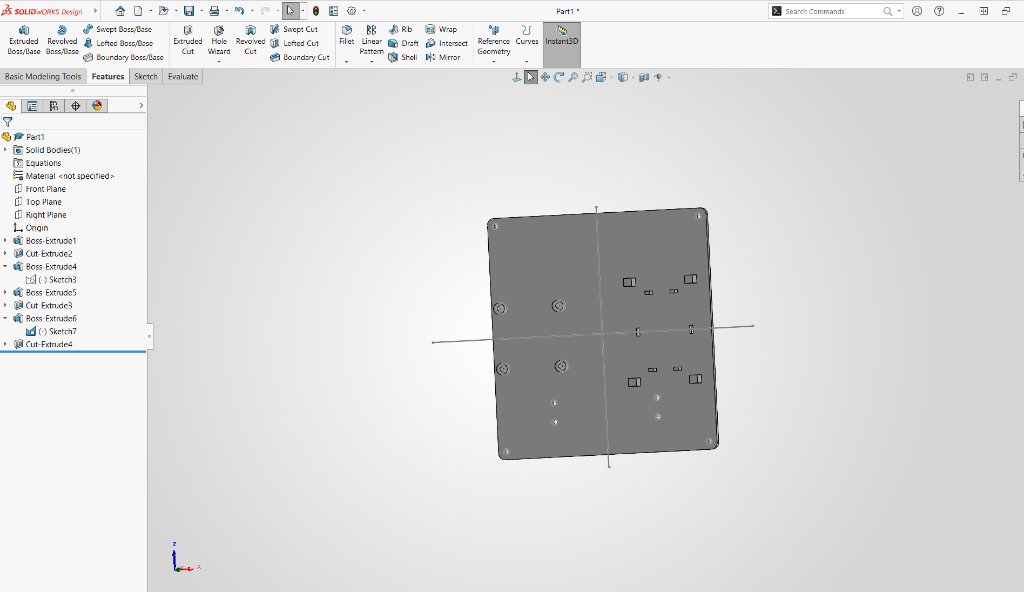 SOLIDWORKS Design
Part1 *
Search Commands
Extruded Boss/Base
Revolved Boss/Base
Swept Boss/Base
Lofted Boss/Base
Boundary Boss/Base
Extruded Cut
Hole Wizard
Revolved Cut
Swept Cut
Lofted Cut
Boundary Cut
Fillet
Linear Pattern
Rib
Draft
Shell
Wrap
Intersect
Mirror
Reference Geometry
Curves
Instant3D
Basic Modeling Tools
Features
Sketch
Evaluate
Part1
Solid Bodies(1)
Equations
Material <not specified>
Front Plane
Top Plane
Right Plane
Origin
Boss-Extrude1
Cut-Extrude2
Boss-Extrude4
(-) Sketch3
Boss-Extrude5
Cut-Extrude3
Boss-Extrude6
(-) Sketch7
Cut-Extrude4
Z
X